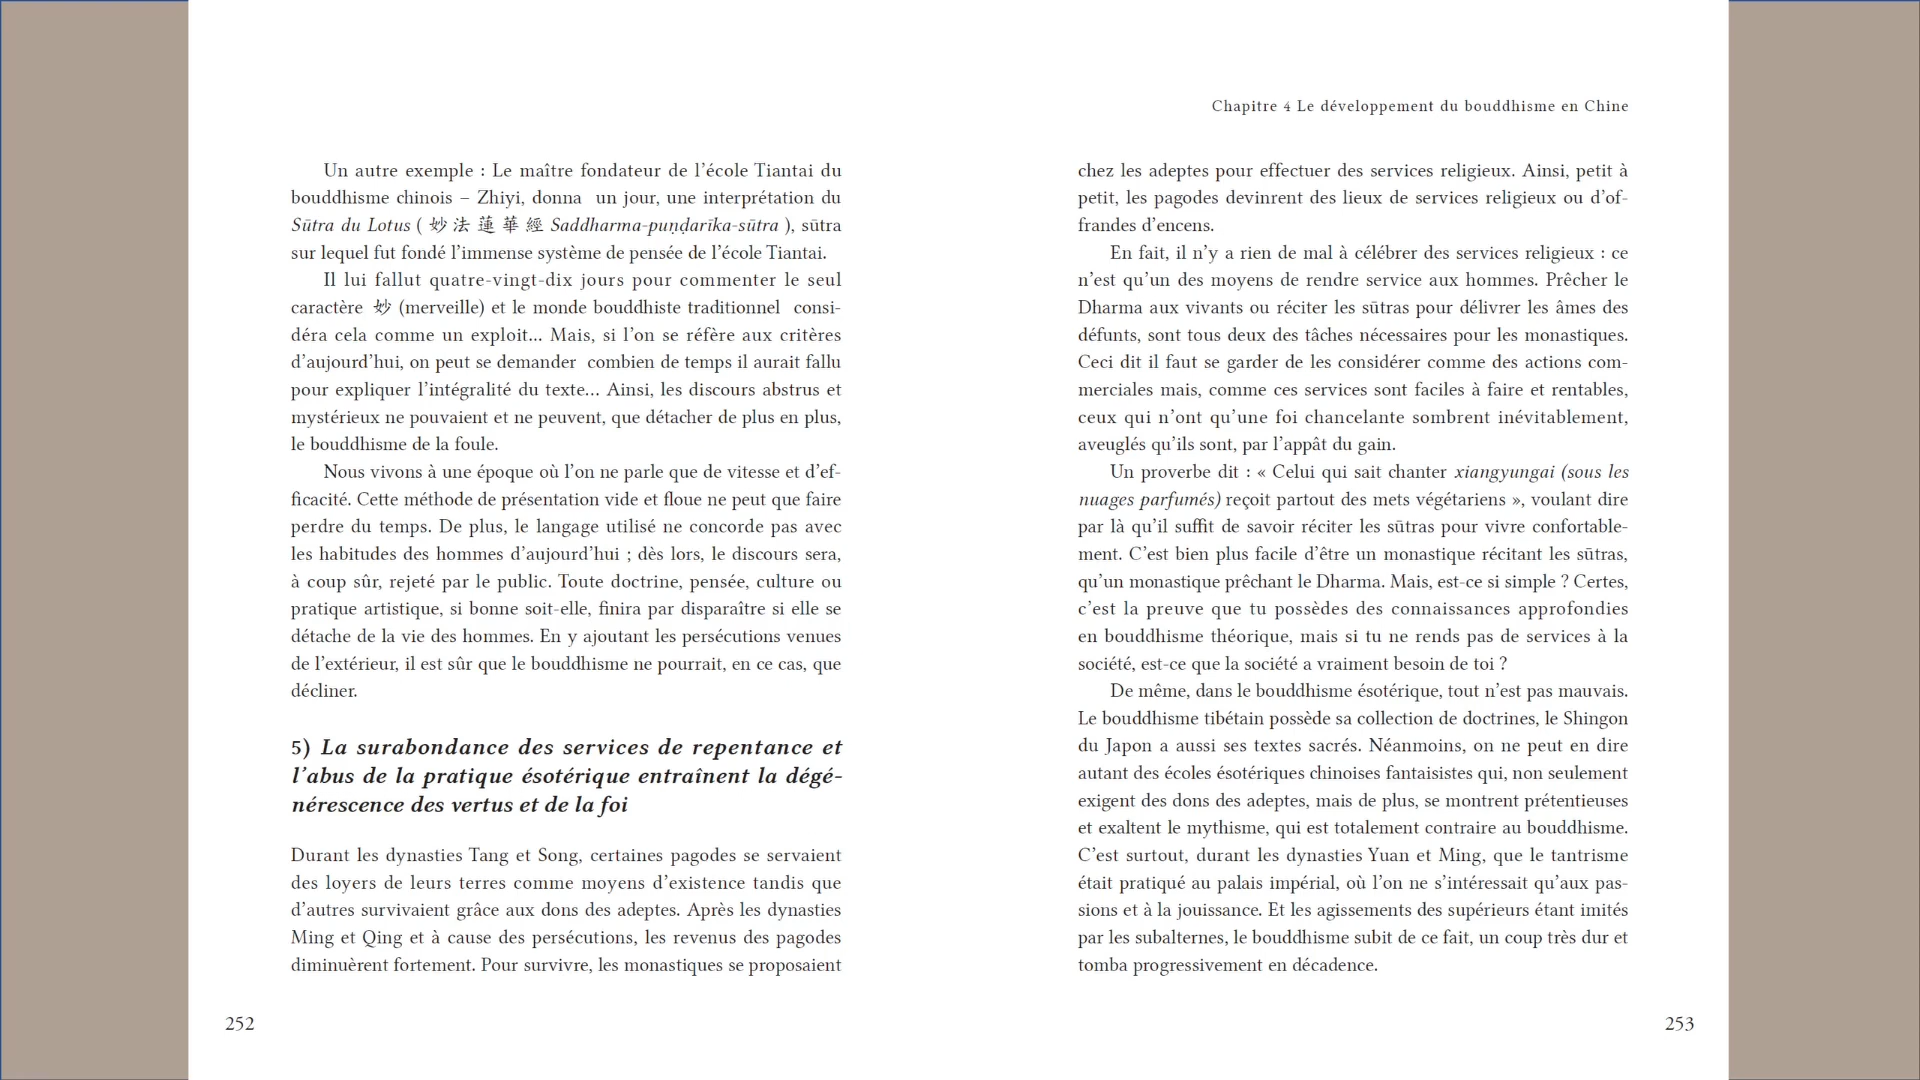 Un autre exemple : Le maître fondateur de l'école Tiantai du
bouddhisme chinois – Zhiyi, donna un jour, une interprétation du
Sūtra du Lotus ( 妙法蓮華經 Saddharma-puṇḍarīka-sūtra ), sūtra
sur lequel fut fondé l'immense système de pensée de l'école Tiantai.
Il lui fallut quatre-vingt-dix jours pour commenter le seul
caractère 妙 (merveille) et le monde bouddhiste traditionnel consi-
déra cela comme un exploit... Mais, si l'on se réfère aux critères
d'aujourd'hui, on peut se demander combien de temps il aurait fallu
pour expliquer l'intégralité du texte... Ainsi, les discours abstrus et
mystérieux ne pouvaient et ne peuvent, que détacher de plus en plus,
le bouddhisme de la foule.
Nous vivons à une époque où l'on ne parle que de vitesse et d'ef-
ficacité. Cette méthode de présentation vide et floue ne peut que faire
perdre du temps. De plus, le langage utilisé ne concorde pas avec
les habitudes des hommes d'aujourd'hui ; dès lors, le discours sera,
à coup sûr, rejeté par le public. Toute doctrine, pensée, culture ou
pratique artistique, si bonne soit-elle, finira par disparaître si elle se
détache de la vie des hommes. En y ajoutant les persécutions venues
de l'extérieur, il est sûr que le bouddhisme ne pourrait, en ce cas, que
décliner.
5) La surabondance des services de repentance et
l'abus de la pratique ésotérique entraînent la dégé-
nérescence des vertus et de la foi
Durant les dynasties Tang et Song, certaines pagodes se servaient
des loyers de leurs terres comme moyens d'existence tandis que
d'autres survivaient grâce aux dons des adeptes. Après les dynasties
Ming et Qing et à cause des persécutions, les revenus des pagodes
diminuèrent fortement. Pour survivre, les monastiques se proposaient
252
Chapitre 4 Le développement du bouddhisme en Chine
chez les adeptes pour effectuer des services religieux. Ainsi, petit à
petit, les pagodes devinrent des lieux de services religieux ou d'of-
frandes d'encens.
En fait, il n'y a rien de mal à célébrer des services religieux : ce
n'est qu'un des moyens de rendre service aux hommes. Prêcher le
Dharma aux vivants ou réciter les sūtras pour délivrer les âmes des
défunts, sont tous deux des tâches nécessaires pour les monastiques.
Ceci dit il faut se garder de les considérer comme des actions com-
merciales mais, comme ces services sont faciles à faire et rentables,
ceux qui n'ont qu'une foi chancelante sombrent inévitablement,
aveuglés qu'ils sont, par l'appât du gain.
Un proverbe dit : « Celui qui sait chanter xiangyungai (sous les
nuages parfumés) reçoit partout des mets végétariens », voulant dire
par là qu'il suffit de savoir réciter les sūtras pour vivre confortable-
ment. C'est bien plus facile d'être un monastique récitant les sūtras,
qu'un monastique prêchant le Dharma. Mais, est-ce si simple ? Certes,
c'est la preuve que tu possèdes des connaissances approfondies
en bouddhisme théorique, mais si tu ne rends pas de services à la
société, est-ce que la société a vraiment besoin de toi ?
De même, dans le bouddhisme ésotérique, tout n'est pas mauvais.
Le bouddhisme tibétain possède sa collection de doctrines, le Shingon
du Japon a aussi ses textes sacrés. Néanmoins, on ne peut en dire
autant des écoles ésotériques chinoises fantaisistes qui, non seulement
exigent des dons des adeptes, mais de plus, se montrent prétentieuses
et exaltent le mythisme, qui est totalement contraire au bouddhisme.
C'est surtout, durant les dynasties Yuan et Ming, que le tantrisme
était pratiqué au palais impérial, où l'on ne s'intéressait qu'aux pas-
sions et à la jouissance. Et les agissements des supérieurs étant imités
par les subalternes, le bouddhisme subit de ce fait, un coup très dur et
tomba progressivement en décadence.
253